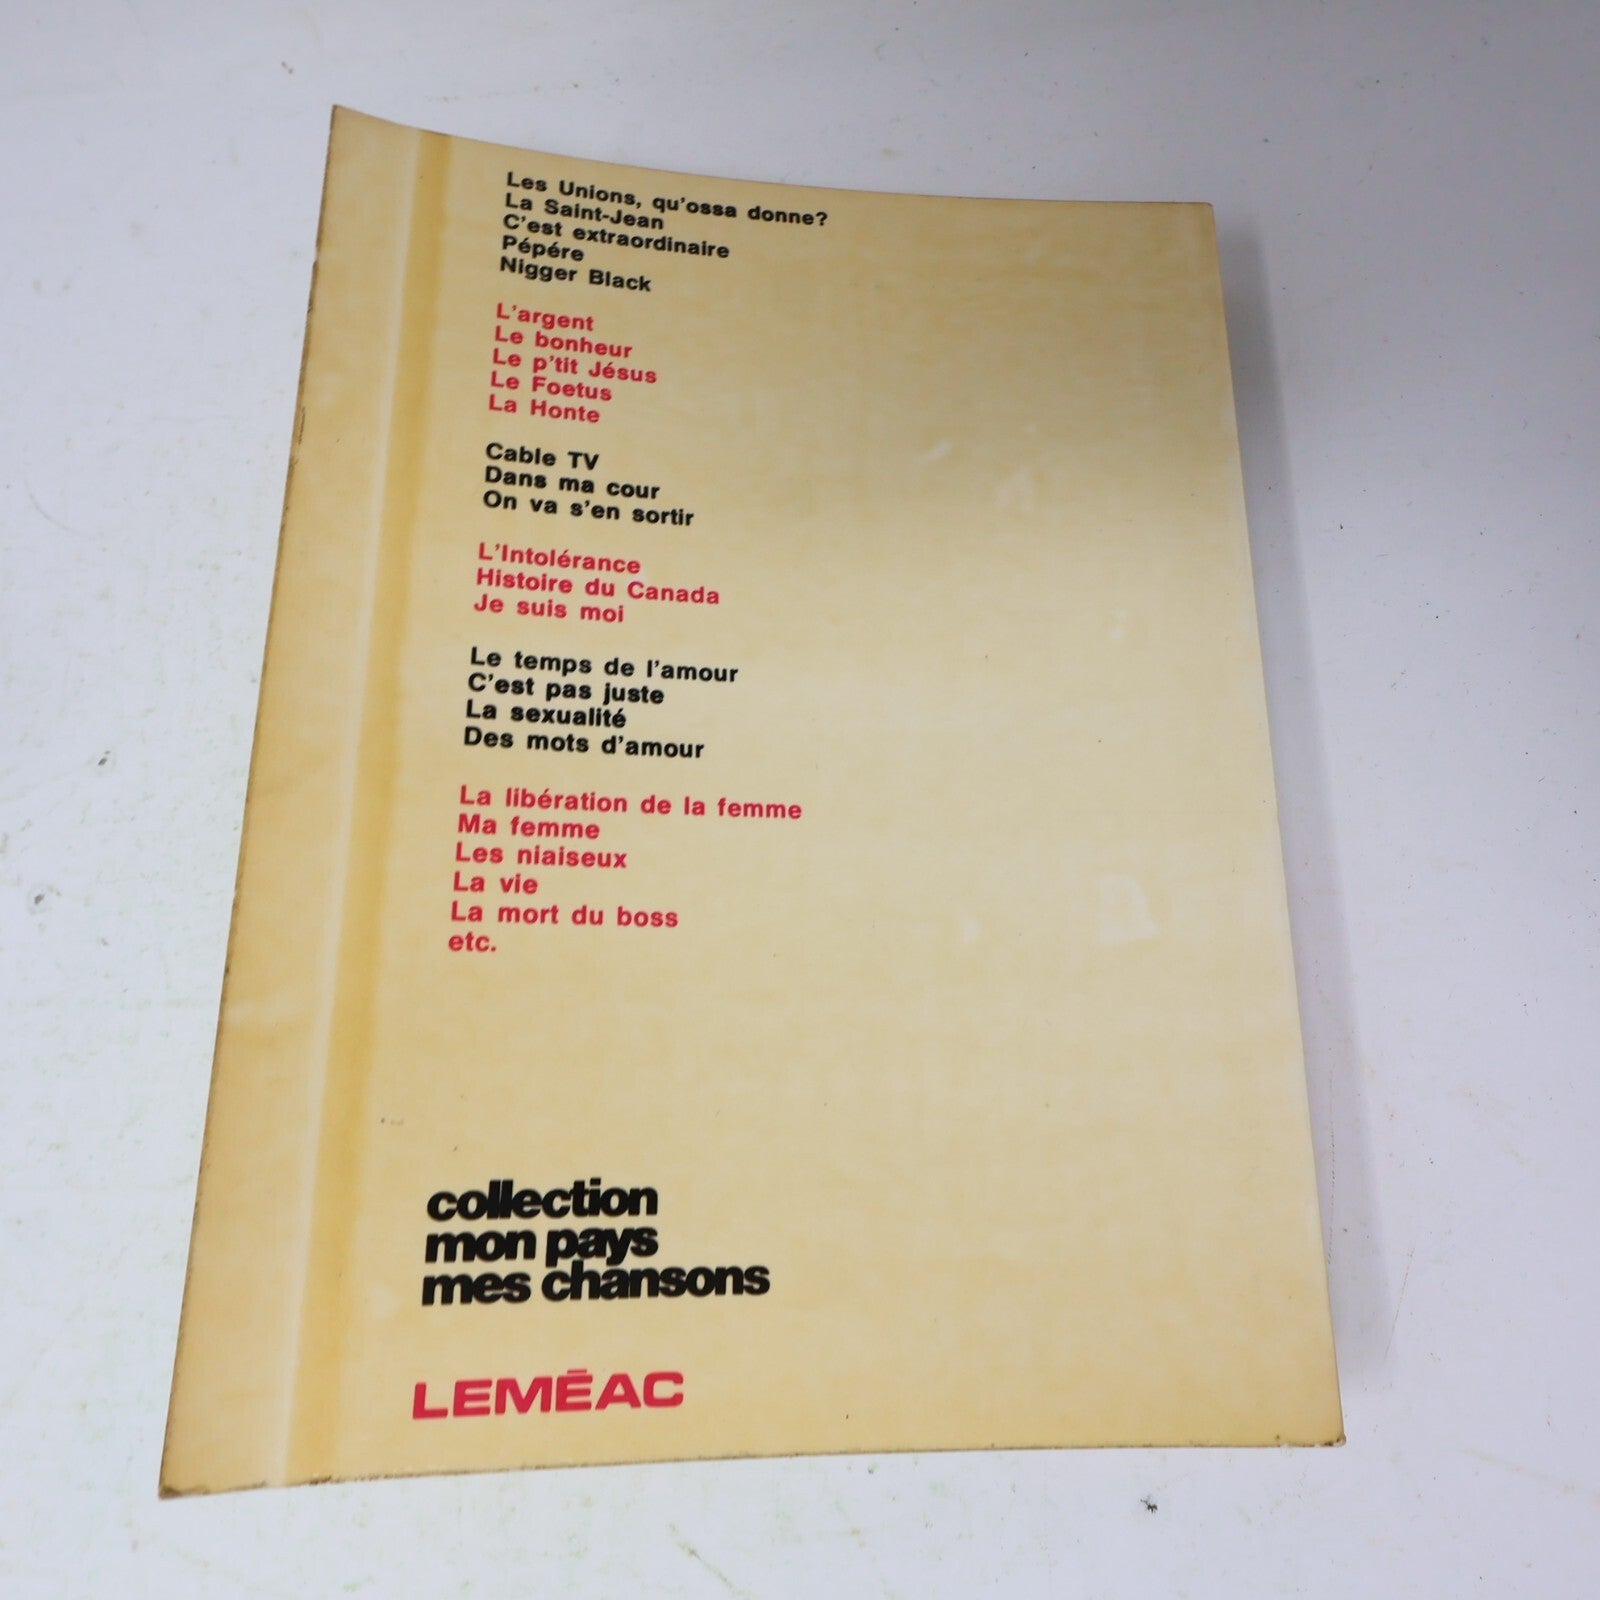 Les Unions, qu'ossa donne?
La Saint-Jean
C'est extraordinaire
Pépére
Nigger Black
L'argent
Le bonheur
Le p'tit Jésus
Le Foetus
La Honte
Cable TV
Dans ma cour
On va s'en sortir
L'Intolérance
Histoire du Canada
Je suis moi
Le temps de l'amour
C'est pas juste
La sexualité
Des mots d'amour
La libération de la femme
Ma femme
Les niaiseux
La vie
La mort du boss
etc.
collection
mon pays
mes chansons
LEMÉAC